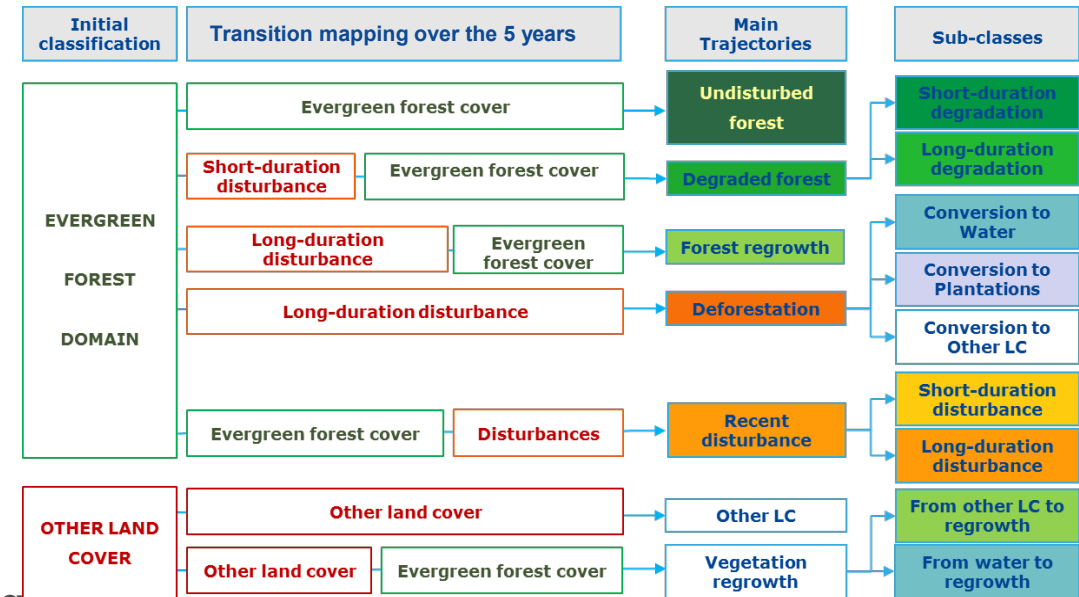 Initial
classification
Transition mapping over the 5 years
Main
Trajectories
Sub-classes
EVERGREEN
FOREST
DOMAIN
Evergreen forest cover
Undisturbed
forest
Short-duration
disturbance
Evergreen forest cover
Degraded forest
Short-duration
degradation
Long-duration
degradation
Long-duration
disturbance
Evergreen
forest cover
Forest regrowth
Long-duration disturbance
Deforestation
Conversion to
Water
Conversion to
Plantations
Conversion to
Other LC
Evergreen forest cover
Disturbances
Recent
disturbance
Short-duration
disturbance
Long-duration
disturbance
OTHER LAND
COVER
Other land cover
Other LC
Other land cover
Evergreen forest cover
Vegetation
regrowth
From other LC to
regrowth
From water to
regrowth